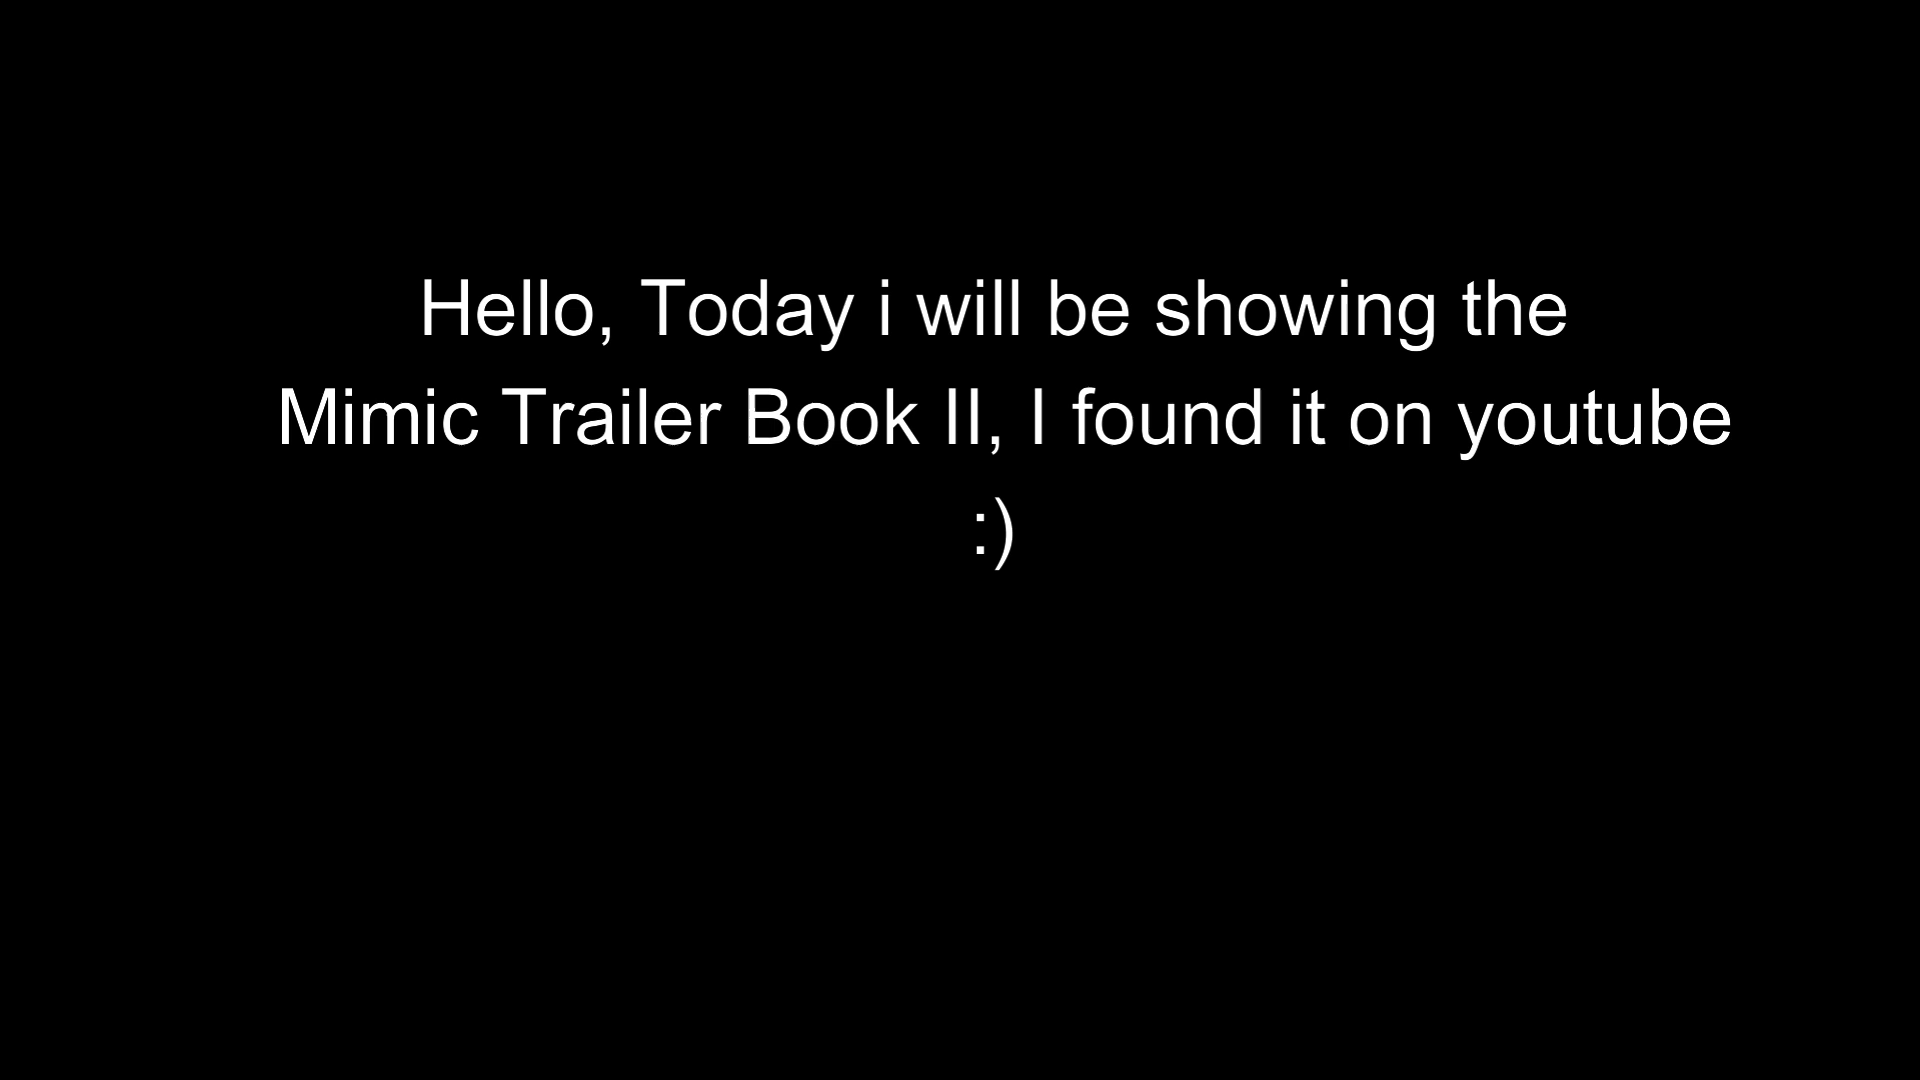 Hello, Today i will be showing the
Mimic Trailer Book II, I found it on youtube
:)